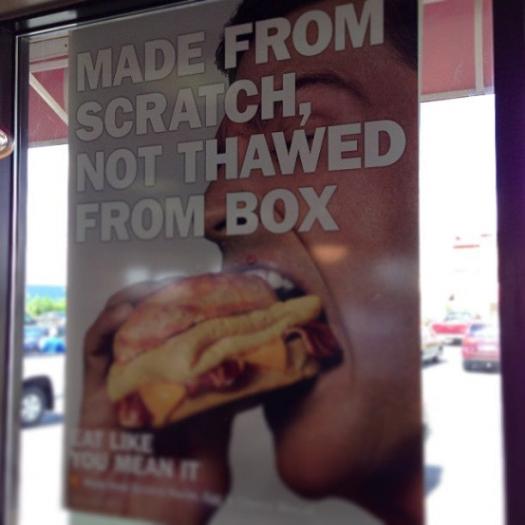 MADE FROM
SCRATCH,
NOT THAWED
FROM BOX
EAT LIKE
YOU MEAN IT